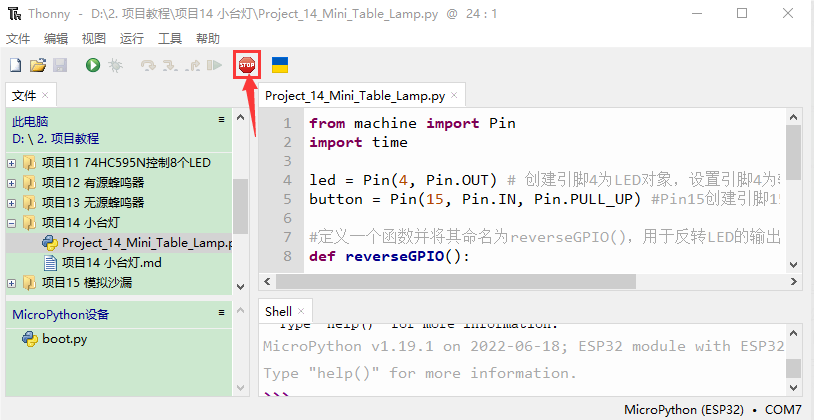 Thonny - D:\2. 项目教程\项目14 小台灯\Project_14_Mini_Table_Lamp.py @ 24 : 1
文件 编辑 视图 运行 工具 帮助
STOP
文件 ×
此电脑
D: \ 2. 项目教程
项目11 74HC595N控制8个LED
项目12 有源蜂鸣器
项目13 无源蜂鸣器
项目14 小台灯
Project_14_Mini_Table_Lamp.p
项目14 小台灯.md
项目15 模拟沙漏
MicroPython设备
boot.py
Project_14_Mini_Table_Lamp.py ×
1 from machine import Pin
2 import time
3
4 led = Pin(4, Pin.OUT) # 创建引脚4为LED对象，设置引脚4为
5 button = Pin(15, Pin.IN, Pin.PULL_UP) #Pin15创建引脚15
6
7 #定义一个函数并将其命名为reverseGPIO()，用于反转LED的输出
8 def reverseGPIO():
Shell ×
Type "help()" for more information.
MicroPython v1.19.1 on 2022-06-18; ESP32 module with ESP32
Type "help()" for more information.
>>>
MicroPython (ESP32) • COM7